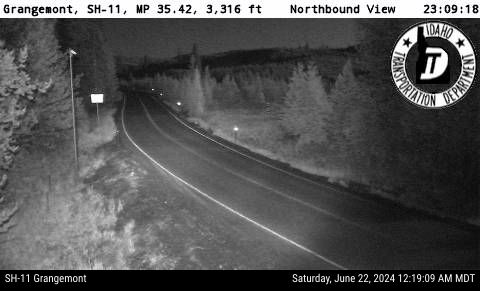 Grangemont, SH-11, MP 35.42, 3,316 ft Northbound View 23:09:18
IDAHO
TRANSPORTATION DEPARTMENT
SH-11 Grangemont Saturday, June 22, 2024 12:19:09 AM MDT